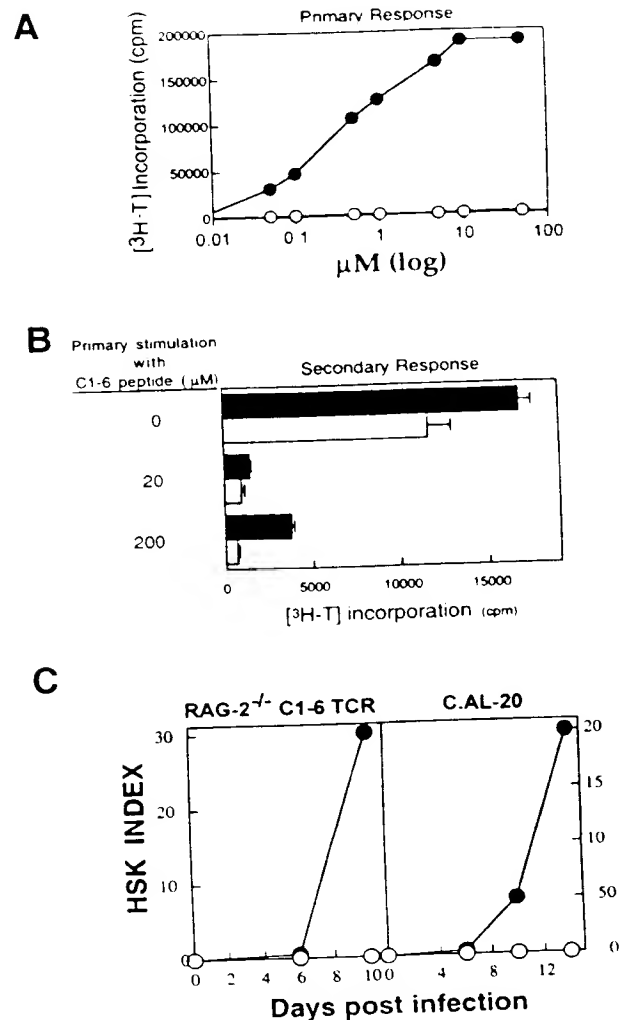 A
Primary Response
[³H-T] Incorporation (cpm)
200000
150000
100000
50000
0
0.01
0 1
1
10
100
µM (log)
B
Primary stimulation
with
C1-6 peptide (µM)
Secondary Response
0
20
200
0
5000
10000
15000
[³H-T] incorporation (cpm)
C
RAG-2⁻/⁻ C1-6 TCR
C.AL-20
HSK INDEX
30
20
10
0
20
15
10
50
0
0
2
4
6
8
10
0
4
8
12
Days post infection